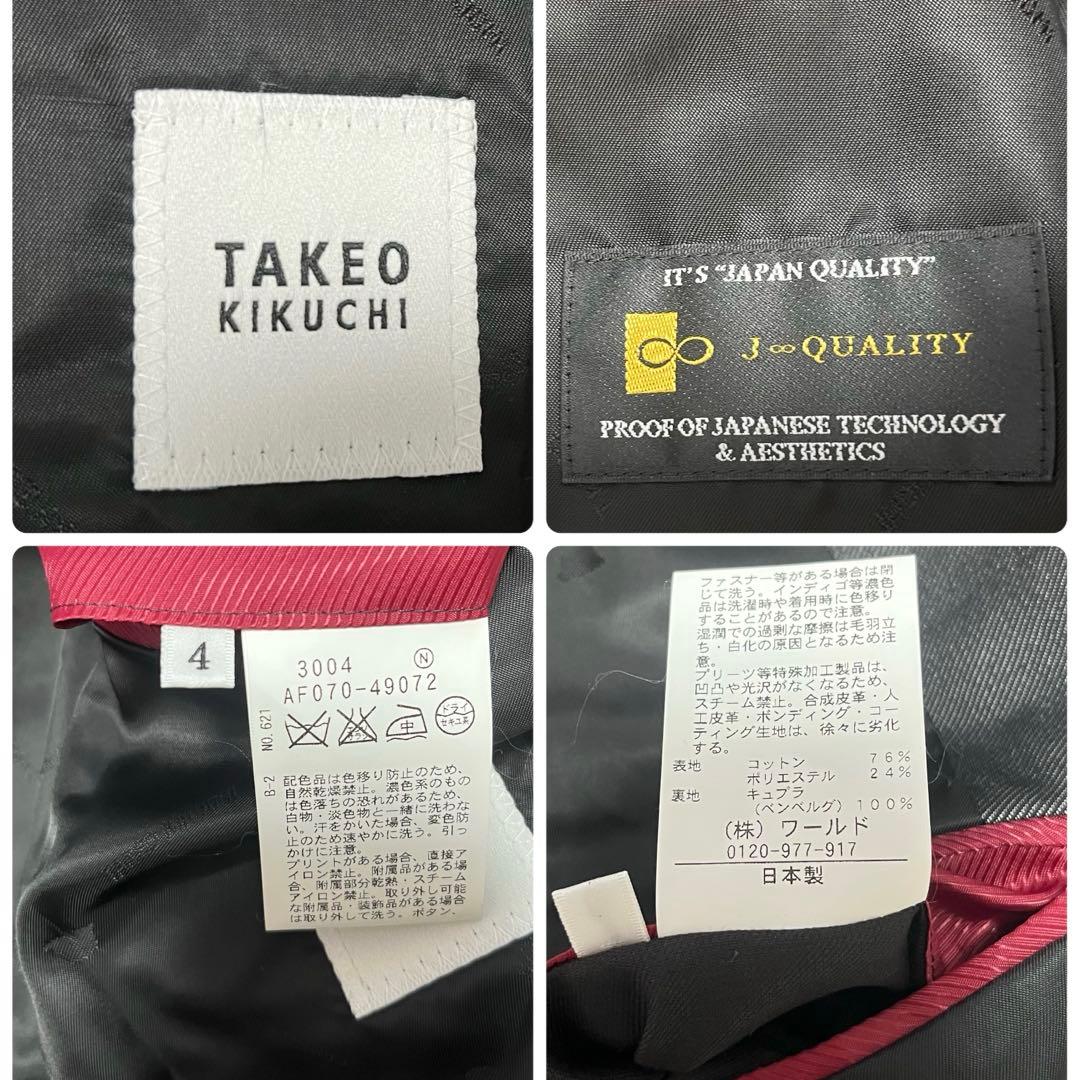 TAKEO
KIKUCHI
IT'S "JAPAN QUALITY"
J∞QUALITY
PROOF OF JAPANESE TECHNOLOGY
& AESTHETICS
4
3004 N
AF070-49072
中
ドライ
セキユ系
NO.621
B-2
配色品は色移り防止のため、
自然乾燥禁止。濃色系のもの
は色落ちの恐れがあるため、
白物・淡色物と一緒に洗わな
い。汗をかいた場合、変色防
止のため速やかに洗う。引っ
かけに注意。
プリントがある場合、直接ア
イロン禁止。附属品がある場
合、附属部分乾熱・スチーム
アイロン禁止。取り外し可能
な附属品・装飾品がある場合
は取り外して洗う。ボタン、
ファスナー等がある場合は閉
じて洗う。インディゴ等濃色
品は洗濯時や着用時に色移り
することがあるので注意。
湿潤での過剰な摩擦は毛羽立
ち・白化の原因となるため注
意。
プリーツ等特殊加工製品は、
凹凸や光沢がなくなるため、
スチーム禁止。合成皮革・人
工皮革・ボンディング・コー
ティング生地は、徐々に劣化
する。
表地 コットン 76%
ポリエステル 24%
裏地 キュプラ
(ベンベルグ) 100%
(株) ワールド
0120-977-917
日本製